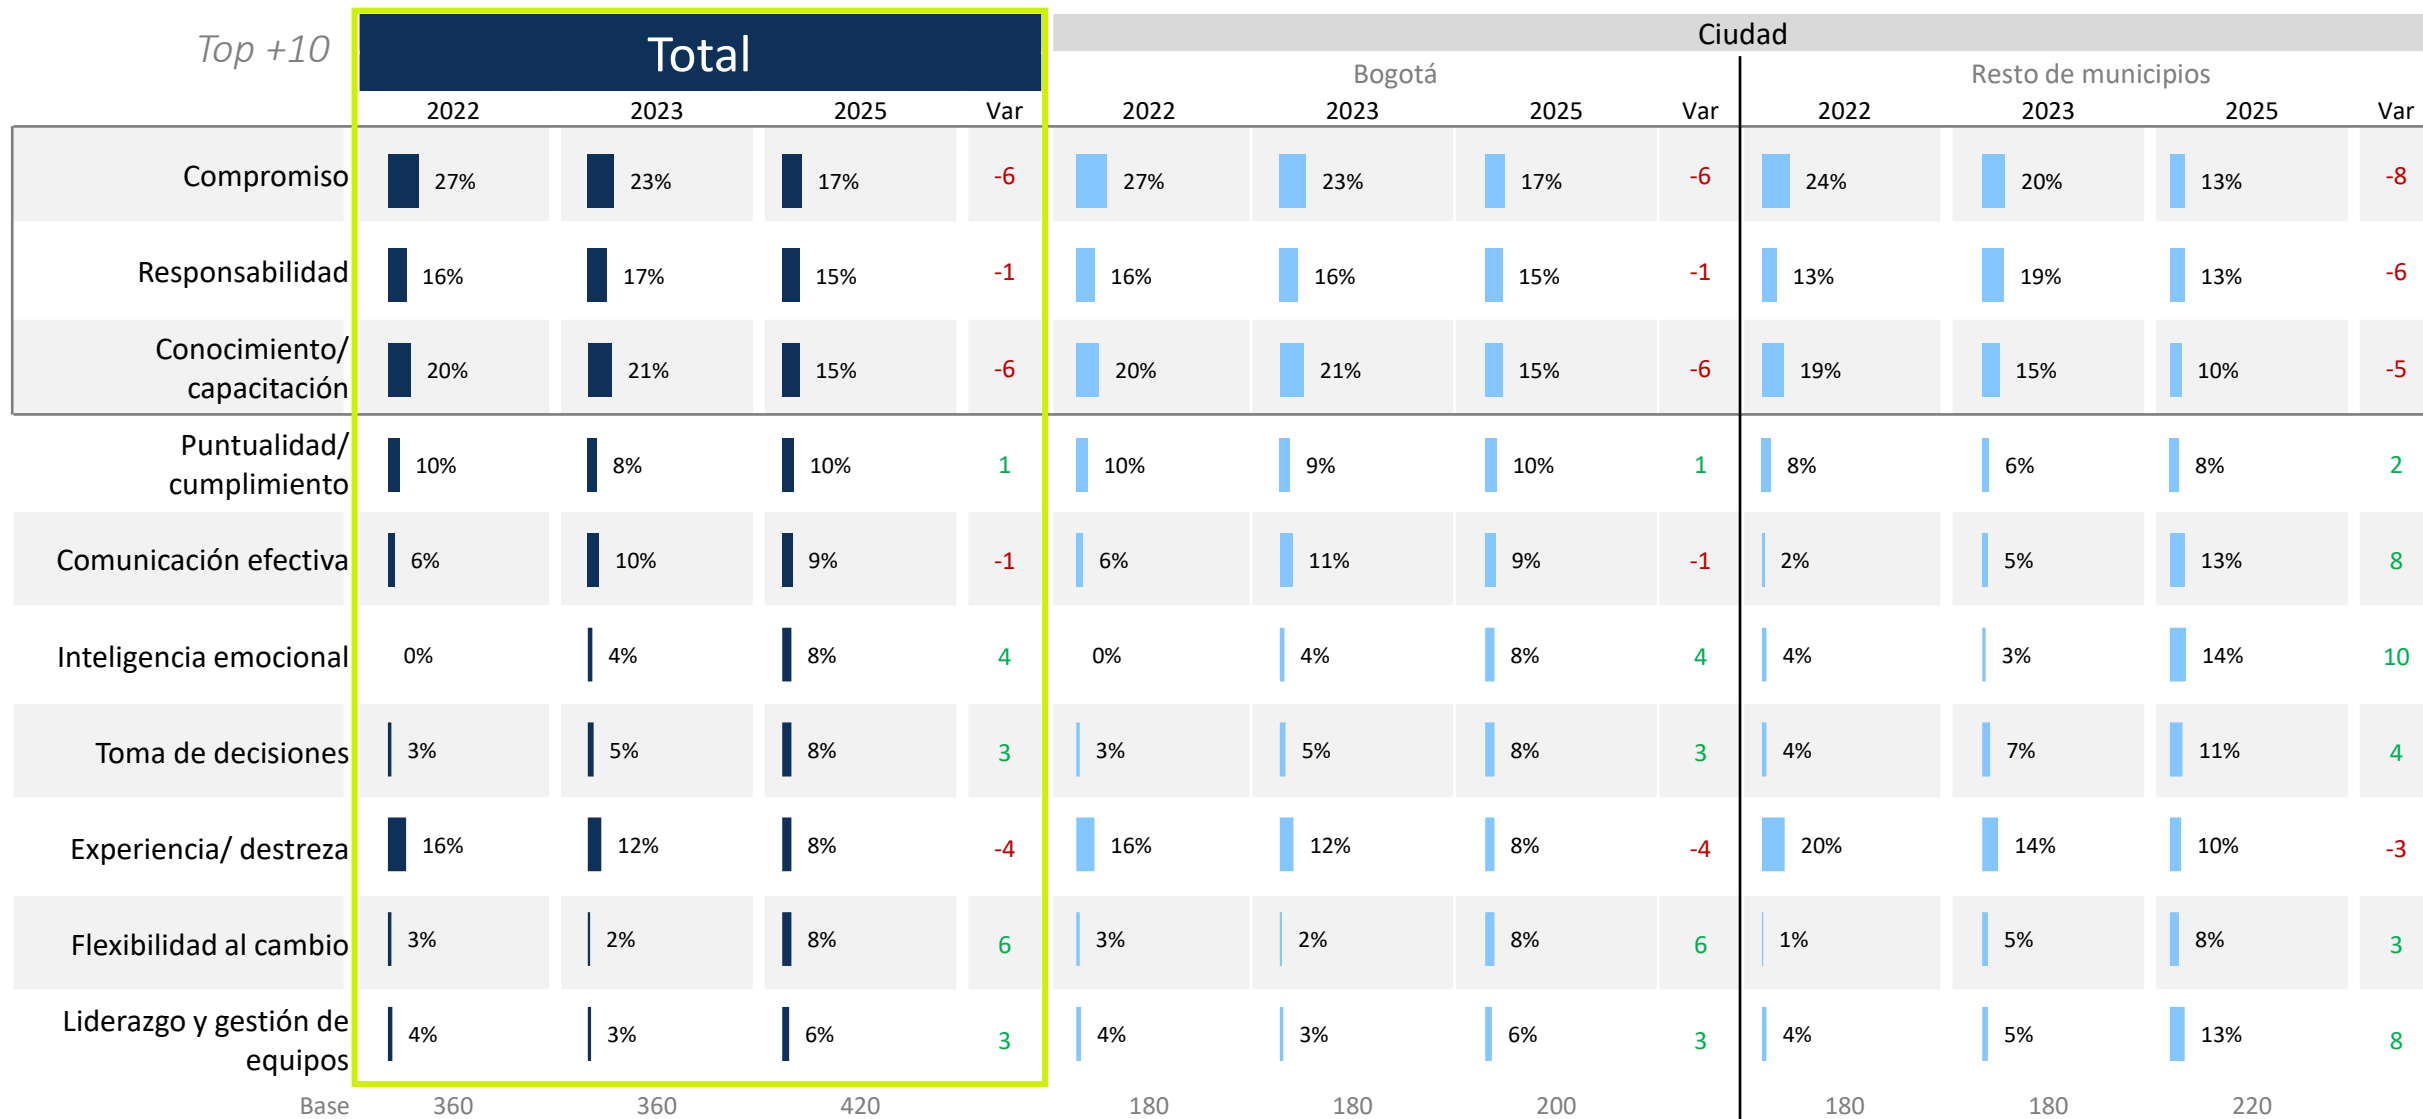 Top +10 Total Ciudad
Bogotá Resto de municipios
2022 2023 2025 Var 2022 2023 2025 Var 2022 2023 2025 Var
Compromiso 27% 23% 17% -6 27% 23% 17% -6 24% 20% 13% -8
Responsabilidad 16% 17% 15% -1 16% 16% 15% -1 13% 19% 13% -6
Conocimiento/
capacitación 20% 21% 15% -6 20% 21% 15% -6 19% 15% 10% -5
Puntualidad/
cumplimiento 10% 8% 10% 1 10% 9% 10% 1 8% 6% 8% 2
Comunicación efectiva 6% 10% 9% -1 6% 11% 9% -1 2% 5% 13% 8
Inteligencia emocional 0% 4% 8% 4 0% 4% 8% 4 4% 3% 14% 10
Toma de decisiones 3% 5% 8% 3 3% 5% 8% 3 4% 7% 11% 4
Experiencia/ destreza 16% 12% 8% -4 16% 12% 8% -4 20% 14% 10% -3
Flexibilidad al cambio 3% 2% 8% 6 3% 2% 8% 6 1% 5% 8% 3
Liderazgo y gestión de
equipos 4% 3% 6% 3 4% 3% 6% 3 4% 5% 13% 8
Base 360 360 420 180 180 200 180 180 220